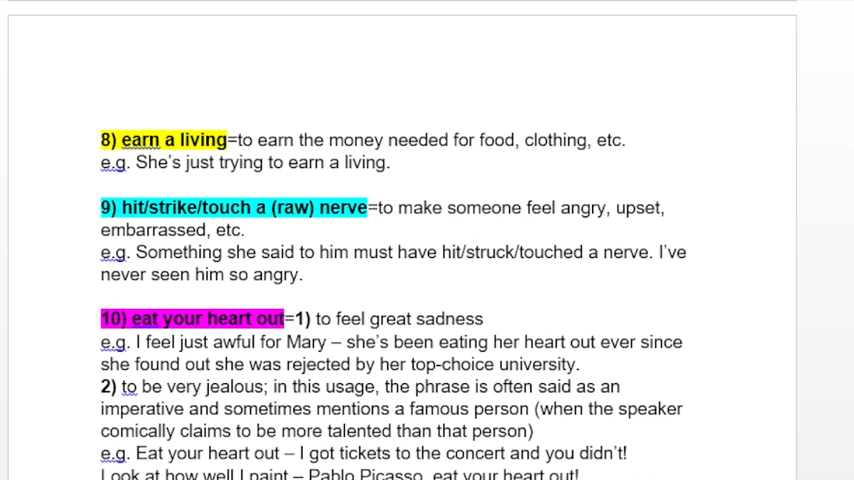 8) earn a living=to earn the money needed for food, clothing, etc.
e.g. She’s just trying to earn a living.
9) hit/strike/touch a (raw) nerve=to make someone feel angry, upset,
embarrassed, etc.
e.g. Something she said to him must have hit/struck/touched a nerve. I’ve
never seen him so angry.
10) eat your heart out=1) to feel great sadness
e.g. I feel just awful for Mary – she’s been eating her heart out ever since
she found out she was rejected by her top-choice university.
2) to be very jealous; in this usage, the phrase is often said as an
imperative and sometimes mentions a famous person (when the speaker
comically claims to be more talented than that person)
e.g. Eat your heart out – I got tickets to the concert and you didn’t!
Look at how well I paint – Pablo Picasso, eat your heart out!